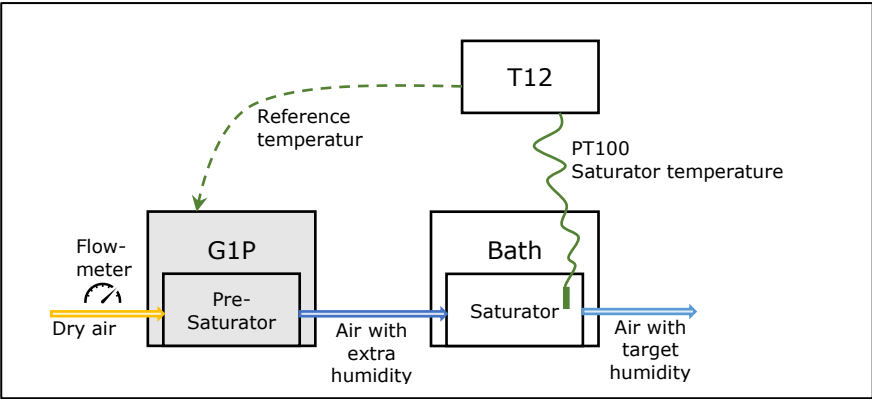 T12
Reference
temperatur
PT100
Saturator temperature
G1P
Bath
Flow-
meter
Pre-
Saturator
Saturator
Dry air
Air with
extra
humidity
Air with
target
humidity